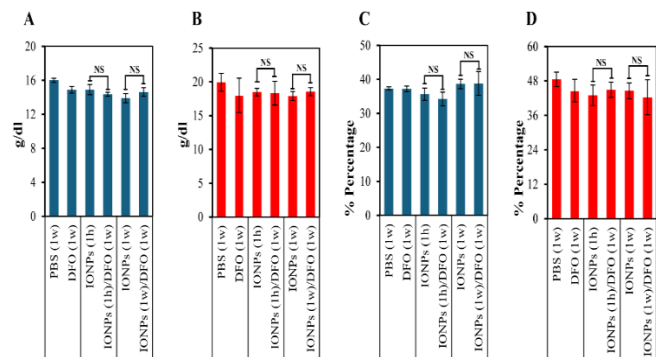 A
g/dl
20
16
12
8
4
0
NS
NS
PBS (1w)
DFO (1w)
IONPs (1h)
IONPs (1h)/DFO (1w)
IONPs (1w)
IONPs (1w)/DFO (1w)
B
g/dl
25
20
15
10
5
0
NS
NS
PBS (1w)
DFO (1w)
IONPs (1h)
IONPs (1h)/DFO (1w)
IONPs (1w)
IONPs (1w)/DFO (1w)
C
% Percentage
50
40
30
20
10
0
NS
NS
PBS (1w)
DFO (1w)
IONPs (1h)
IONPs (1h)/DFO (1w)
IONPs (1w)
IONPs (1w)/DFO (1w)
D
% Percentage
60
48
36
24
12
0
NS
NS
PBS (1w)
DFO (1w)
IONPs (1h)
IONPs (1h)/DFO (1w)
IONPs (1w)
IONPs (1w)/DFO (1w)